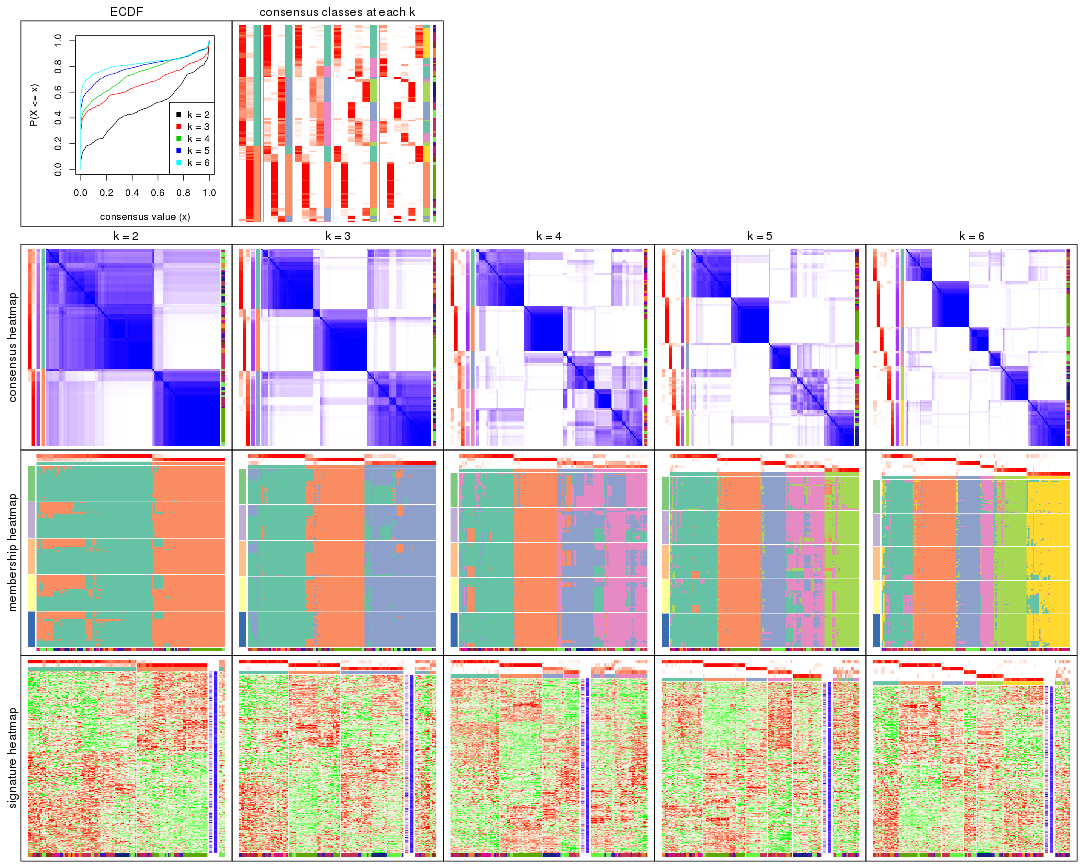 ECDF
consensus classes at each k
P(X <= x)
0.0 0.2 0.4 0.6 0.8 1.0
k = 2
k = 3
k = 4
k = 5
k = 6
0.0 0.2 0.4 0.6 0.8 1.0
consensus value (x)
k = 2 k = 3 k = 4 k = 5 k = 6
consensus heatmap
membership heatmap
signature heatmap